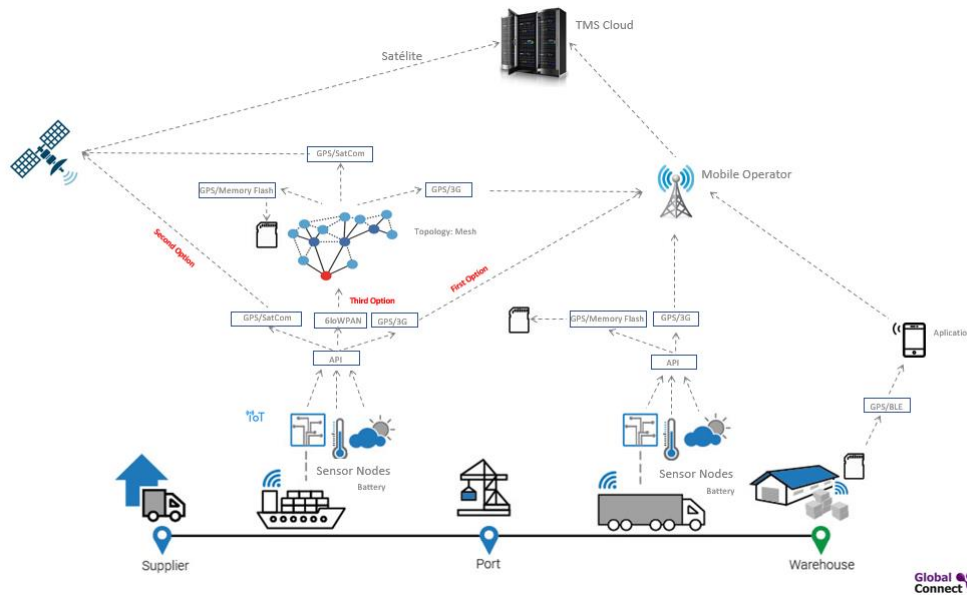 TMS Cloud
Satélite
GPS/SatCom
Mobile Operator
GPS/Memory Flash
GPS/3G
Topology: Mesh
Second Option
First Option
Third Option
GPS/SatCom
6loWPAN
GPS/3G
GPS/Memory Flash
GPS/3G
Aplicatio
API
API
GPS/BLE
IoT
Sensor Nodes
Battery
Sensor Nodes
Battery
Supplier
Port
Warehouse
Global
Connect